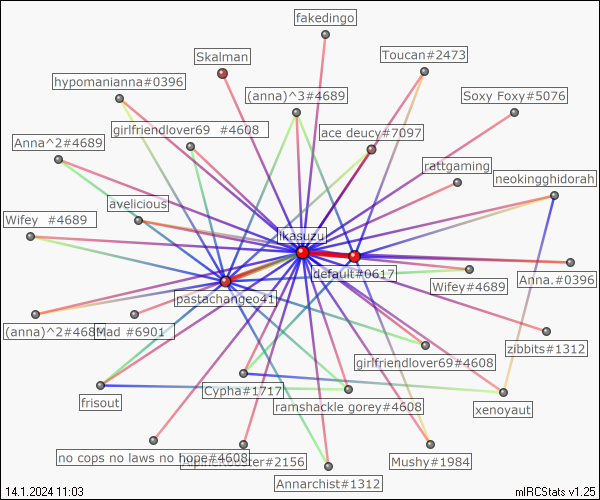 fakedingo
Skalman
Toucan#2473
hypomanianna#0396
(anna)^3#4689
Soxy Foxy#5076
girlfriendlover69 #4608
ace deucy#7097
Anna^2#4689
rattgaming
neokingghidorah
avelicious
Wifey #4689
ikasuzu
default#0617
Wifey#4689
Anna.#0396
pastachangeo41
(anna)^2#4689
Mad #6901
zibbits#1312
girlfriendlover69#4608
Cypha#1717
frisout
ramshackle gorey#4608
xenoyaut
no cops no laws no hope#4608
#2156
Mushy#1984
Annarchist#1312
14.1.2024 11:03
mIRCStats v1.25